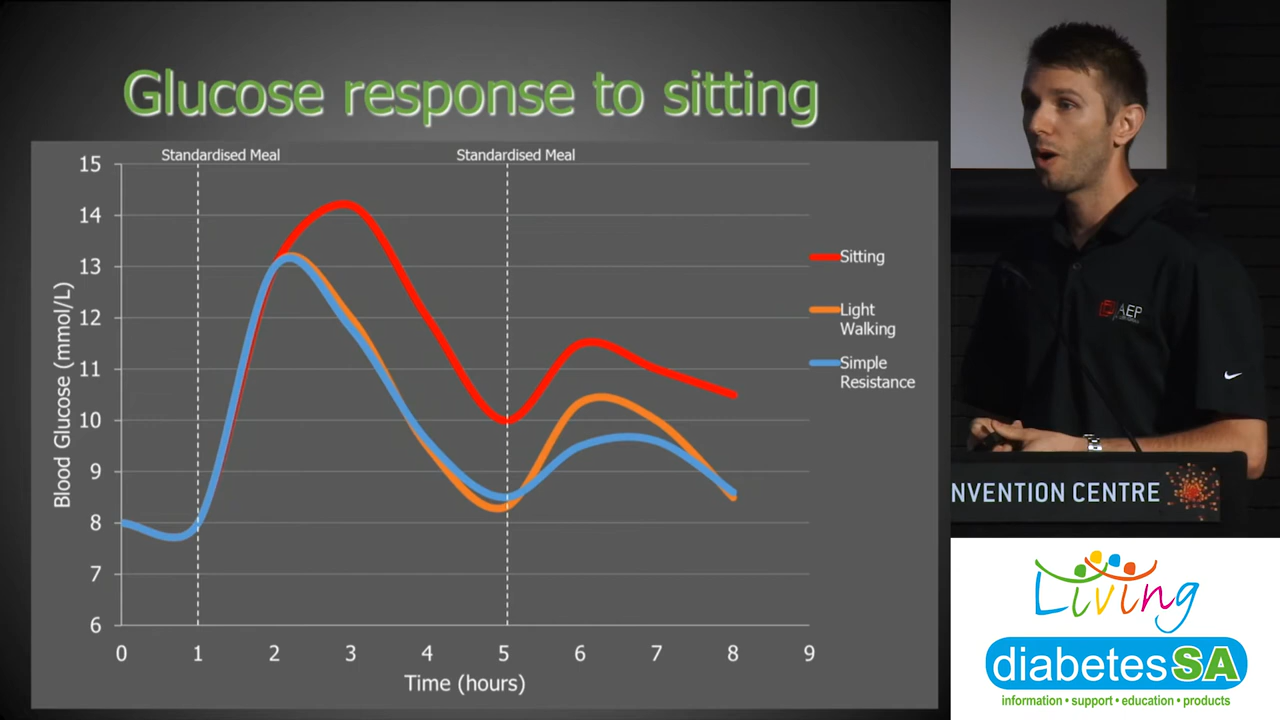 Glucose response to sitting
Standardised Meal
Standardised Meal
15
14
13
12
11
10
9
8
7
6
Blood Glucose (mmol/L)
0 1 2 3 4 5 6 7 8 9
Time (hours)
Sitting
Light
Walking
Simple
Resistance
AEP
NVENTION CENTRE
Living
diabetesSA
information • support • education • products